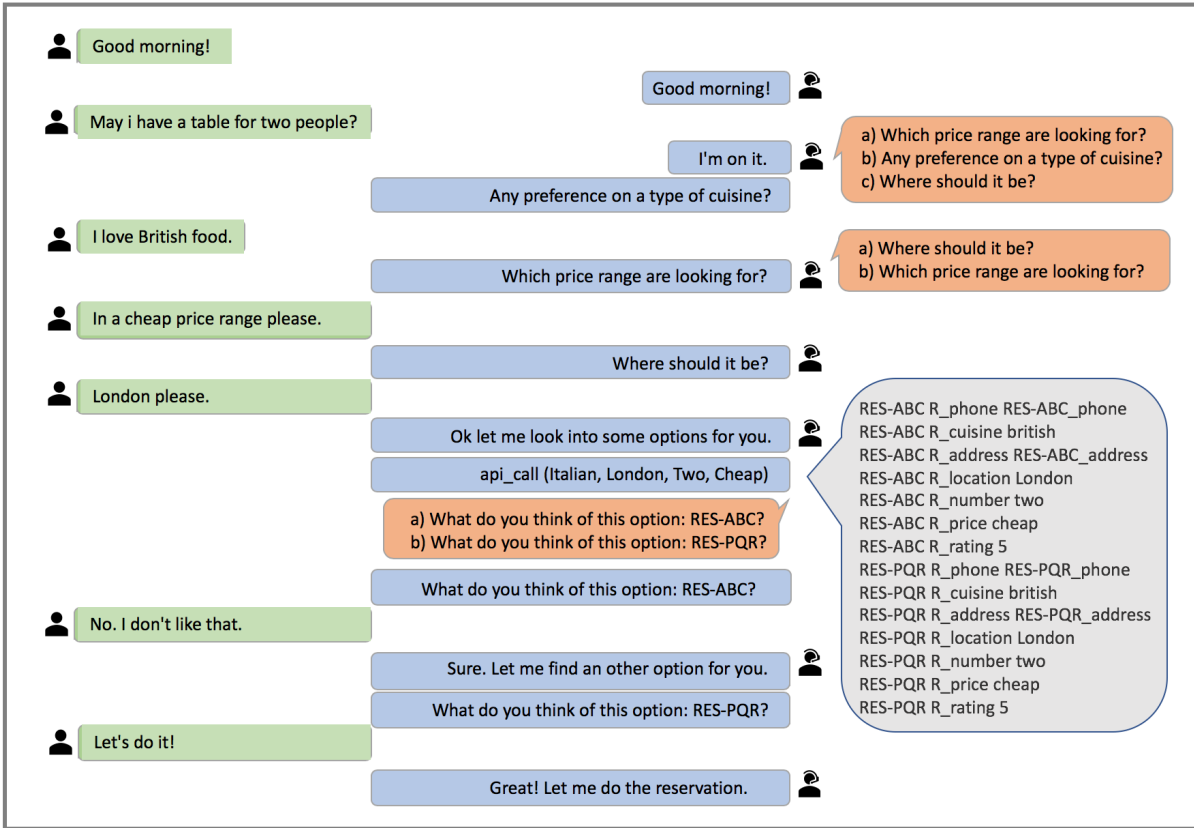 Good morning!
Good morning!
May i have a table for two people?
I'm on it.
a) Which price range are looking for?
b) Any preference on a type of cuisine?
c) Where should it be?
Any preference on a type of cuisine?
I love British food.
Which price range are looking for?
a) Where should it be?
b) Which price range are looking for?
In a cheap price range please.
Where should it be?
London please.
Ok let me look into some options for you.
api_call (Italian, London, Two, Cheap)
RES-ABC R_phone RES-ABC_phone
RES-ABC R_cuisine british
RES-ABC R_address RES-ABC_address
RES-ABC R_location London
RES-ABC R_number two
RES-ABC R_price cheap
RES-ABC R_rating 5
RES-PQR R_phone RES-PQR_phone
RES-PQR R_cuisine british
RES-PQR R_address RES-PQR_address
RES-PQR R_location London
RES-PQR R_number two
RES-PQR R_price cheap
RES-PQR R_rating 5
a) What do you think of this option: RES-ABC?
b) What do you think of this option: RES-PQR?
What do you think of this option: RES-ABC?
No. I don't like that.
Sure. Let me find an other option for you.
What do you think of this option: RES-PQR?
Let's do it!
Great! Let me do the reservation.